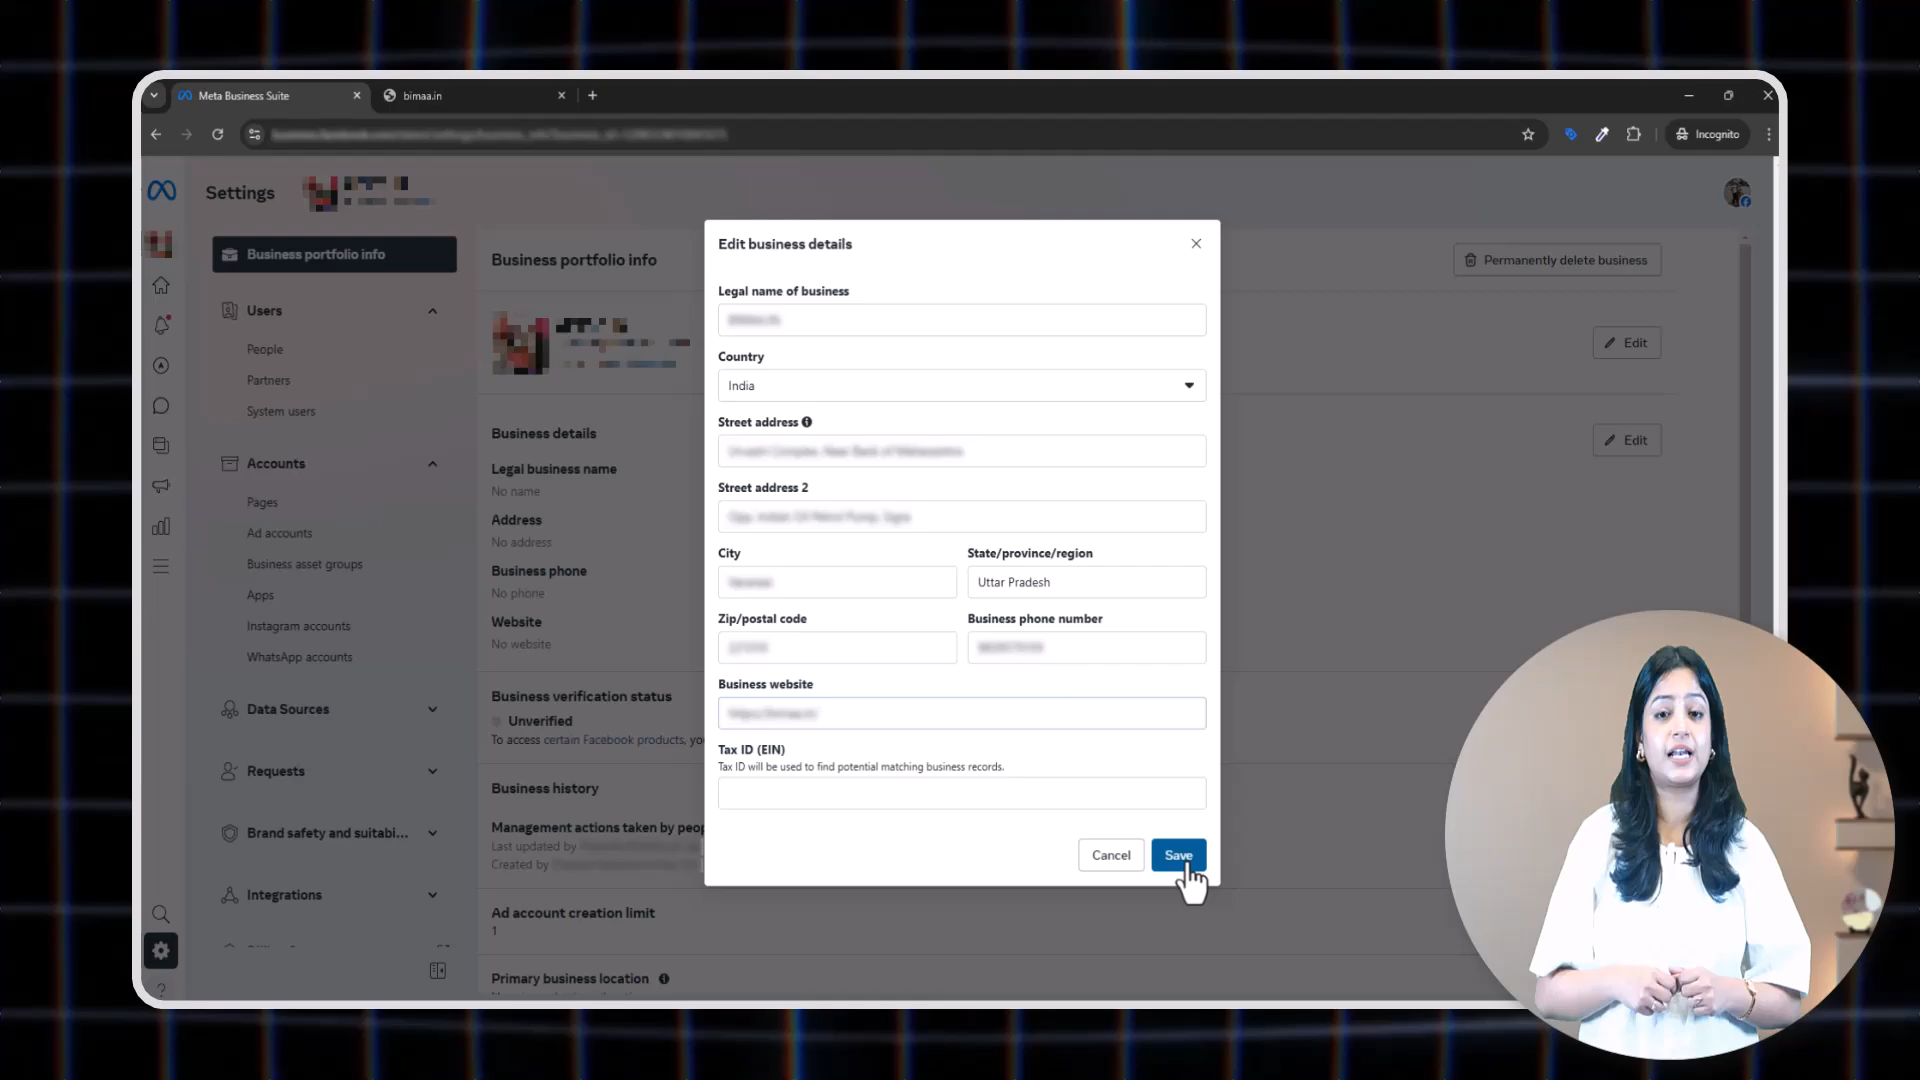 Meta Business Suite
bimaa.in
Incognito
Settings
Business portfolio info
Users
People
Partners
System users
Accounts
Pages
Ad accounts
Business asset groups
Apps
Instagram accounts
WhatsApp accounts
Data Sources
Requests
Brand safety and suitabi...
Integrations
Business portfolio info
Permanently delete business
Edit
Business details
Edit
Legal business name
No name
Address
No address
Business phone
No phone
Website
No website
Business verification status
Unverified
To access certain Facebook products, yo
Business history
Management actions taken by peop
Last updated by
Created by
Ad account creation limit
1
Primary business location
Edit business details
Legal name of business
Country
India
Street address
Street address 2
City
State/province/region
Uttar Pradesh
Zip/postal code
Business phone number
Business website
Tax ID (EIN)
Tax ID will be used to find potential matching business records.
Cancel
Save